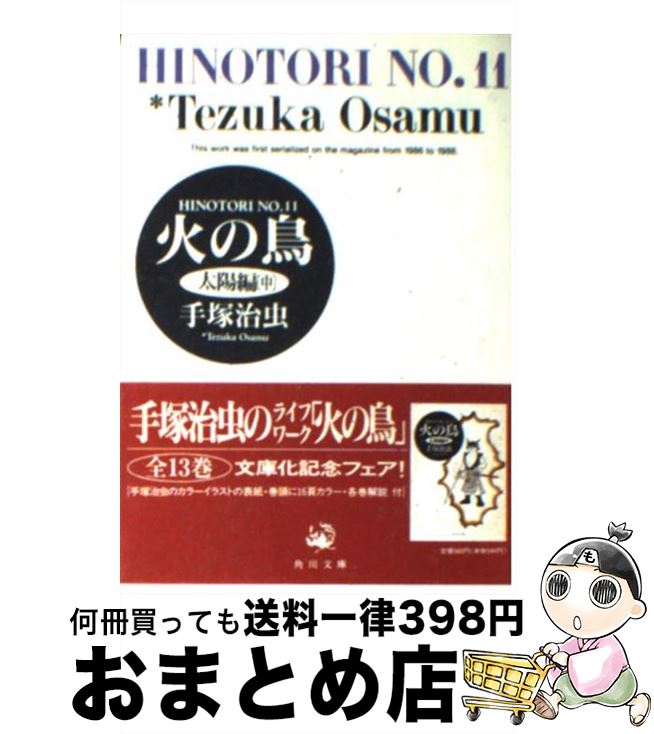 HINOTORI NO.11
*Tezuka Osamu
This work was first serialized on the magazine from 1986 to 1988.
HINOTORI NO.11
火の鳥
太陽編[中]
手塚治虫
*Tezuka Osamu
手塚治虫のライフワーク「火の鳥」
全13巻 文庫化記念フェア!
[手塚治虫のカラーイラストの表紙・巻頭に16頁カラー・各巻解説 付]
火の鳥
角川文庫
も
何冊買っても送料一律398円
おまとめ店